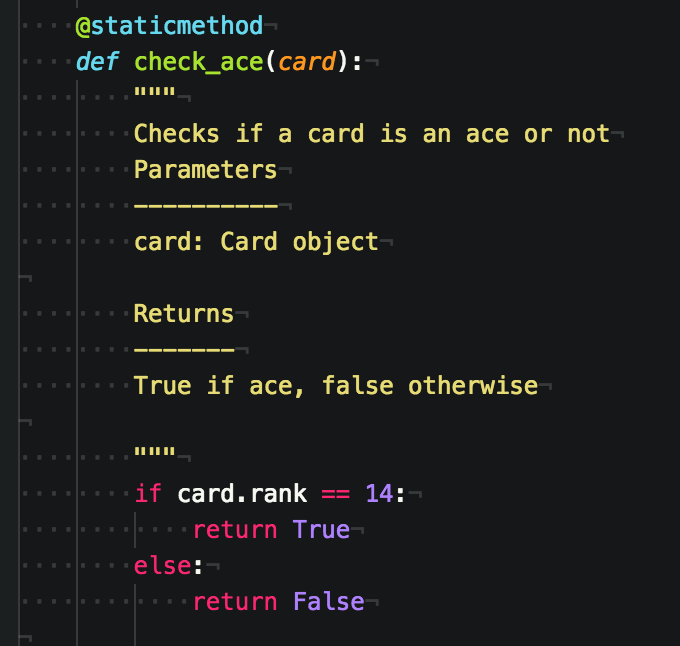 @staticmethod
def check_ace(card):
"""
Checks if a card is an ace or not
Parameters
----------
card: Card object
Returns
-------
True if ace, false otherwise
"""
if card.rank == 14:
return True
else:
return False